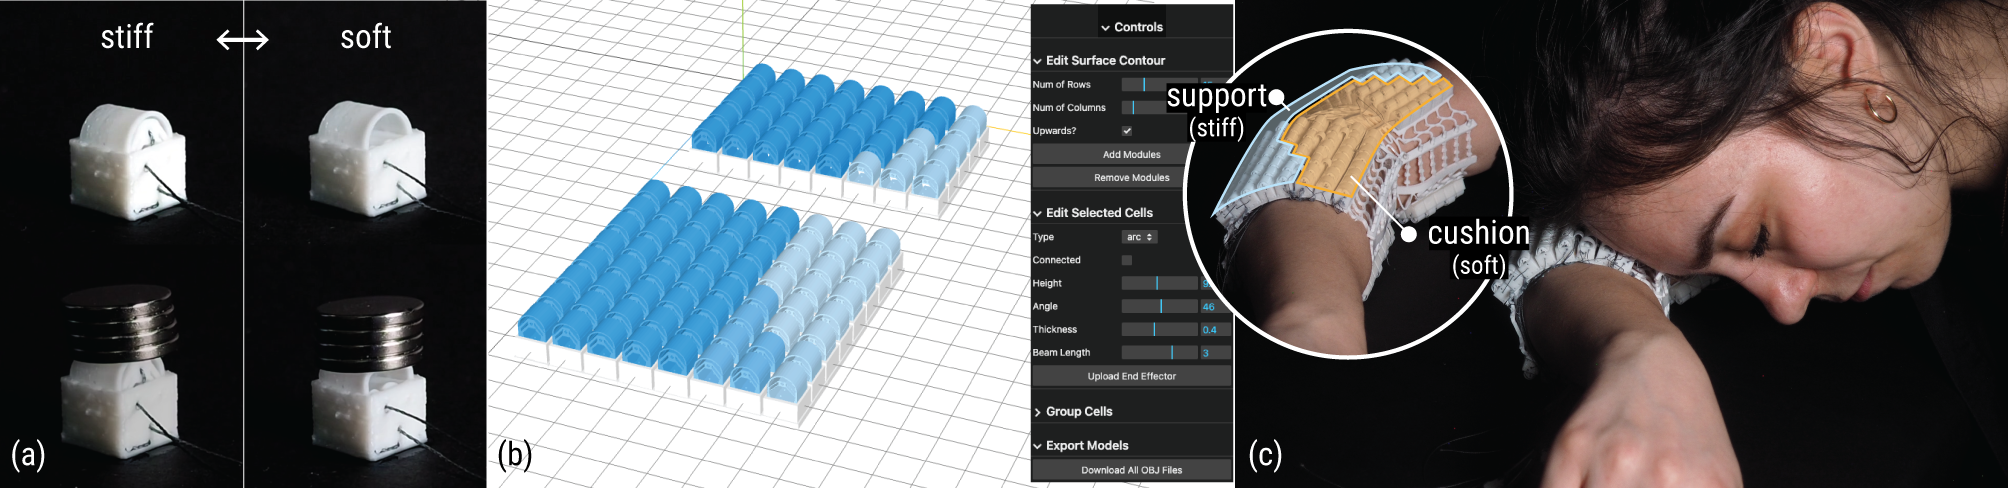 stiff
soft
(a)
(b)
Controls
Edit Surface Contour
Num of Rows
Num of Columns
Upwards?
Add Modules
Remove Modules
Edit Selected Cells
Type
arc
Connected
Height
Angle
46
Thickness
0.4
Beam Length
3
Upload End Effector
Group Cells
Export Models
Download All OBJ Files
support
(stiff)
cushion
(soft)
(c)